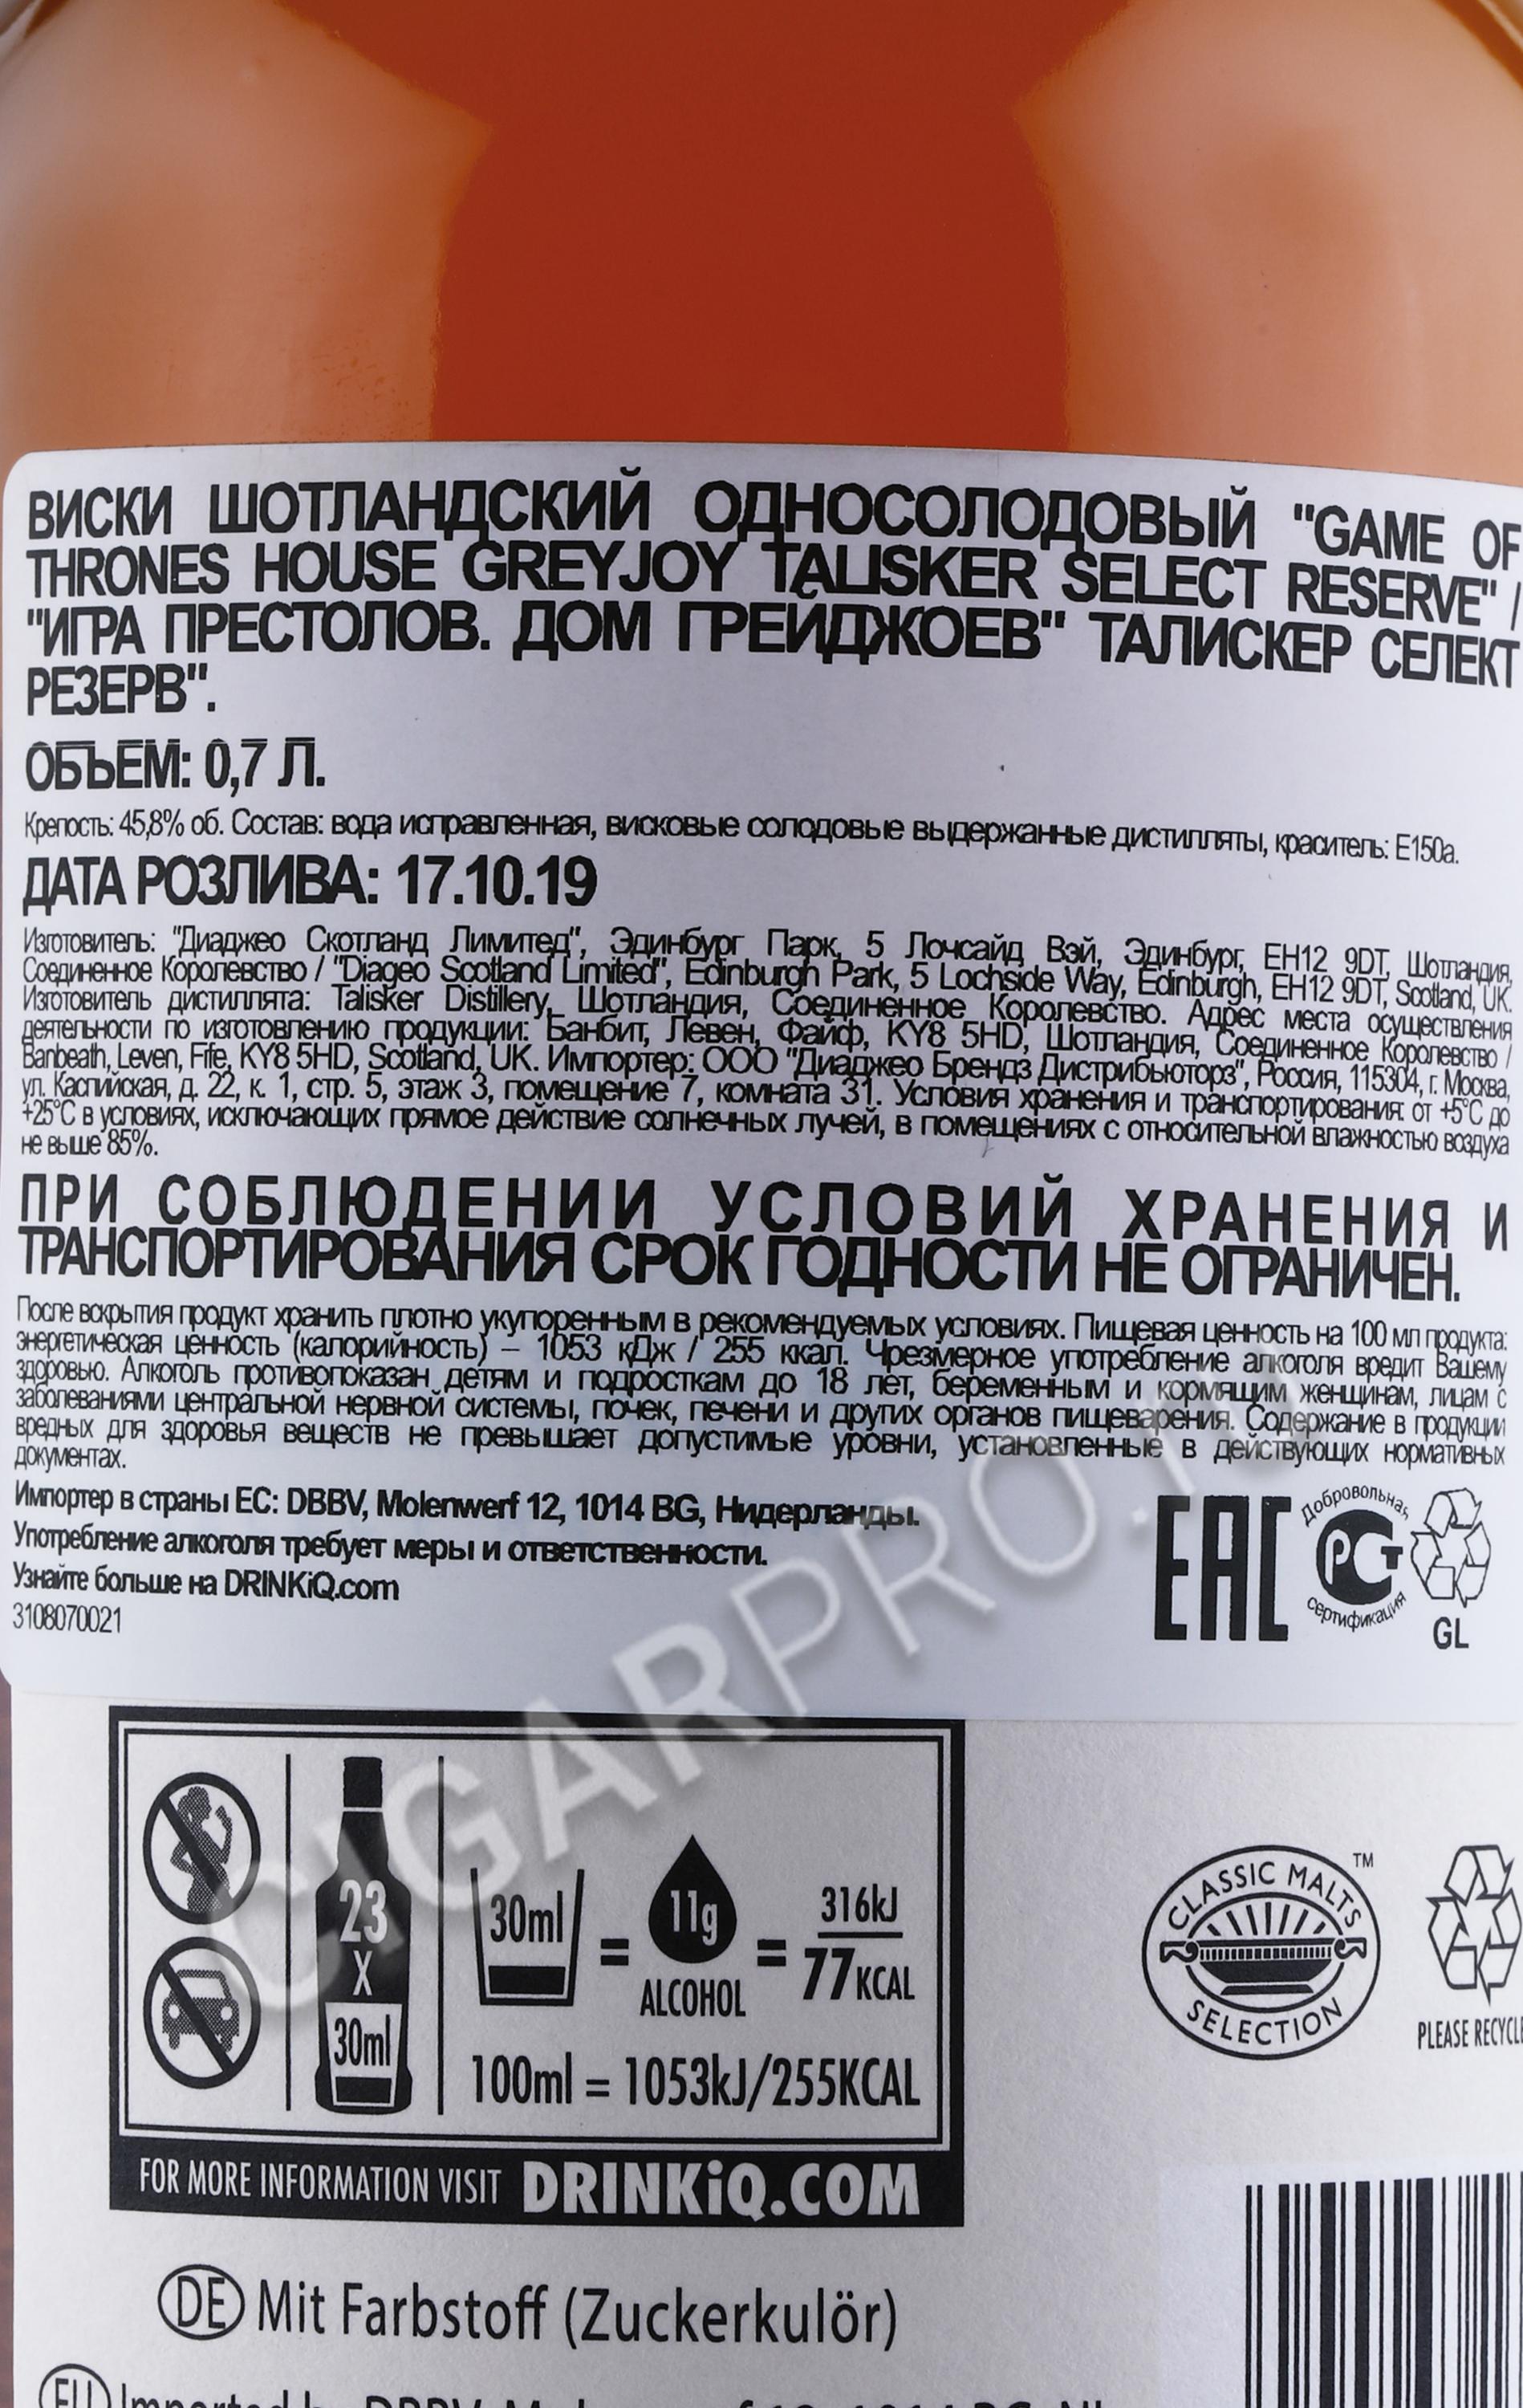 ВИСКИ ШОТЛАНДСКИЙ ОДНОСОЛОДОВЫЙ "GAME OF
THRONES HOUSE GREYJOY TALISKER SELECT RESERVE" /
"ИГРА ПРЕСТОЛОВ. ДОМ ГРЕЙДЖОЕВ" ТАЛИСКЕР СЕЛЕКТ
РЕЗЕРВ".
ОБЪЕМ: 0,7 Л.
Крепость: 45,8% об. Состав: вода исправленная, висковые солодовые выдержанные дистилляты, краситель: Е150а.
ДАТА РОЗЛИВА: 17.10.19
Изготовитель: "Диаджео Скотланд Лимитед", Эдинбург Парк, 5 Лочсайд Вэй, Эдинбург, EH12 9DT, Шотландия,
Соединенное Королевство / "Diageo Scotland Limited", Edinburgh Park, 5 Lochside Way, Edinburgh, EH12 9DT, Scotland, UK.
Изготовитель дистиллята: Talisker Distillery, Шотландия, Соединенное Королевство. Адрес места осуществления
деятельности по изготовлению продукции: Банбит, Левен, Файф, KY8 5HD, Шотландия, Соединенное Королевство /
Banbeath, Leven, Fife, KY8 5HD, Scotland, UK. Импортер: ООО "Диаджео Брендз Дистрибьюторз", Россия, 115304, г. Москва,
ул. Каспийская, д. 22, к. 1, стр. 5, этаж 3, помещение 7, комната 31. Условия хранения и транспортирования: от +5°С до
+25°С в условиях, исключающих прямое действие солнечных лучей, в помещениях с относительной влажностью воздуха
не выше 85%.
ПРИ СОБЛЮДЕНИИ УСЛОВИЙ ХРАНЕНИЯ И
ТРАНСПОРТИРОВАНИЯ СРОК ГОДНОСТИ НЕ ОГРАНИЧЕН.
После вскрытия продукт хранить плотно укупоренным в рекомендуемых условиях. Пищевая ценность на 100 мл продукта:
энергетическая ценность (калорийность) – 1053 кДж / 255 ккал. Чрезмерное употребление алкоголя вредит Вашему
здоровью. Алкоголь противопоказан детям и подросткам до 18 лет, беременным и кормящим женщинам, лицам с
заболеваниями центральной нервной системы, почек, печени и других органов пищеварения. Содержание в продукции
вредных для здоровья веществ не превышает допустимые уровни, установленные в действующих нормативных
документах.
Импортер в страны ЕС: DBBV, Molenwerf 12, 1014 BG, Нидерланды.
Употребление алкоголя требует меры и ответственности.
Узнайте больше на DRINKiQ.com
3108070021
EAC
Добровольная
РСТ
сертификация
GL
CIGARPRO.ru
23
X
30ml
30ml = 11g = 316kJ
ALCOHOL
77KCAL
100ml = 1053kJ/255KCAL
FOR MORE INFORMATION VISIT DRINKiQ.COM
CLASSIC MALTS ™
SELECTION
PLEASE RECYCLE
DE Mit Farbstoff (Zuckerkulör)
EU Imported